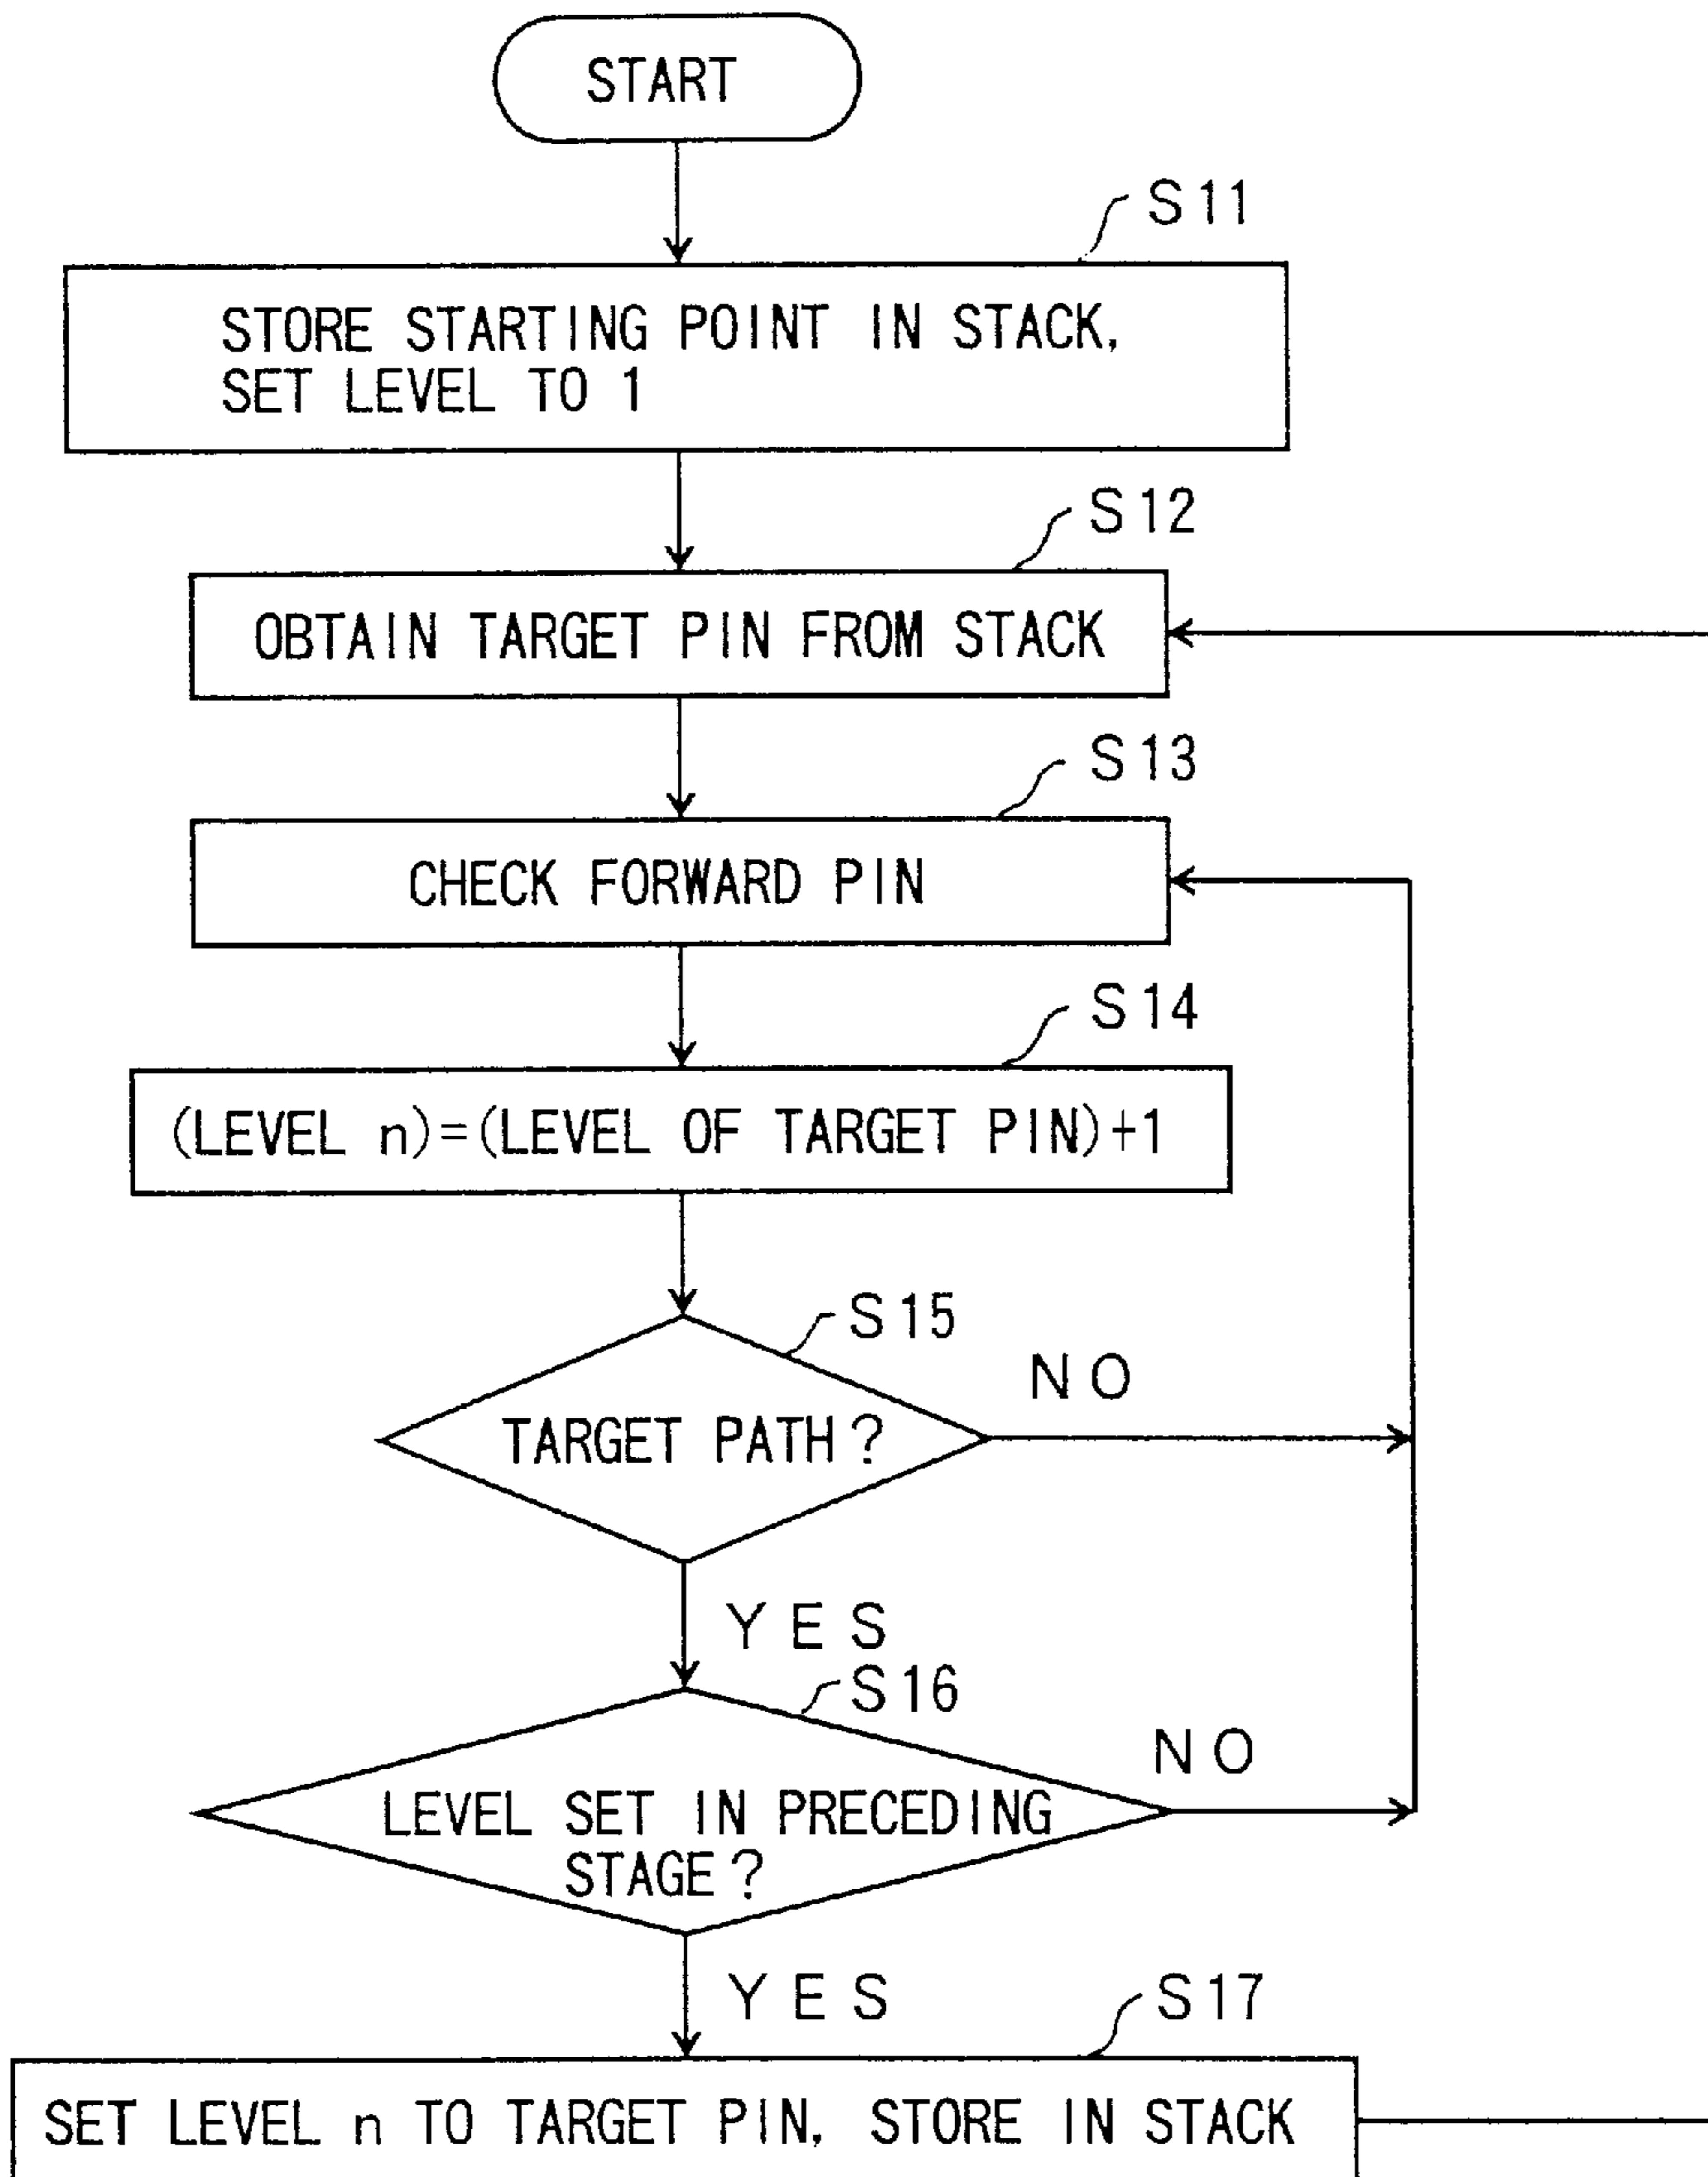 START
S11
STORE STARTING POINT IN STACK,
SET LEVEL TO 1
S12
OBTAIN TARGET PIN FROM STACK
S13
CHECK FORWARD PIN
S14
(LEVEL n)=(LEVEL OF TARGET PIN)+1
S15
TARGET PATH?
NO
YES
S16
LEVEL SET IN PRECEDING
STAGE?
NO
YES
S17
SET LEVEL n TO TARGET PIN, STORE IN STACK